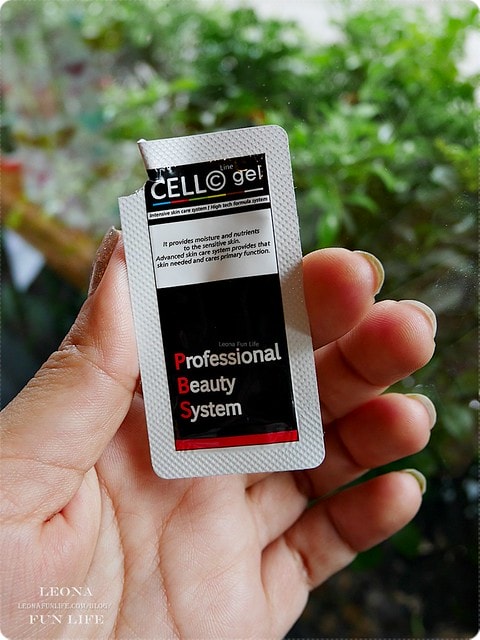 Line
CELL© gel
Intensive skin care system / High tech formula system
It provides moisture and nutrients
to the sensitive skin.
Advanced skin care system provides that
skin needed and cares primary function.
Leona Fun Life
Professional
Beauty
System
LEONA
LEONAFUNLIFE.COM/BLOG/
FUN LIFE